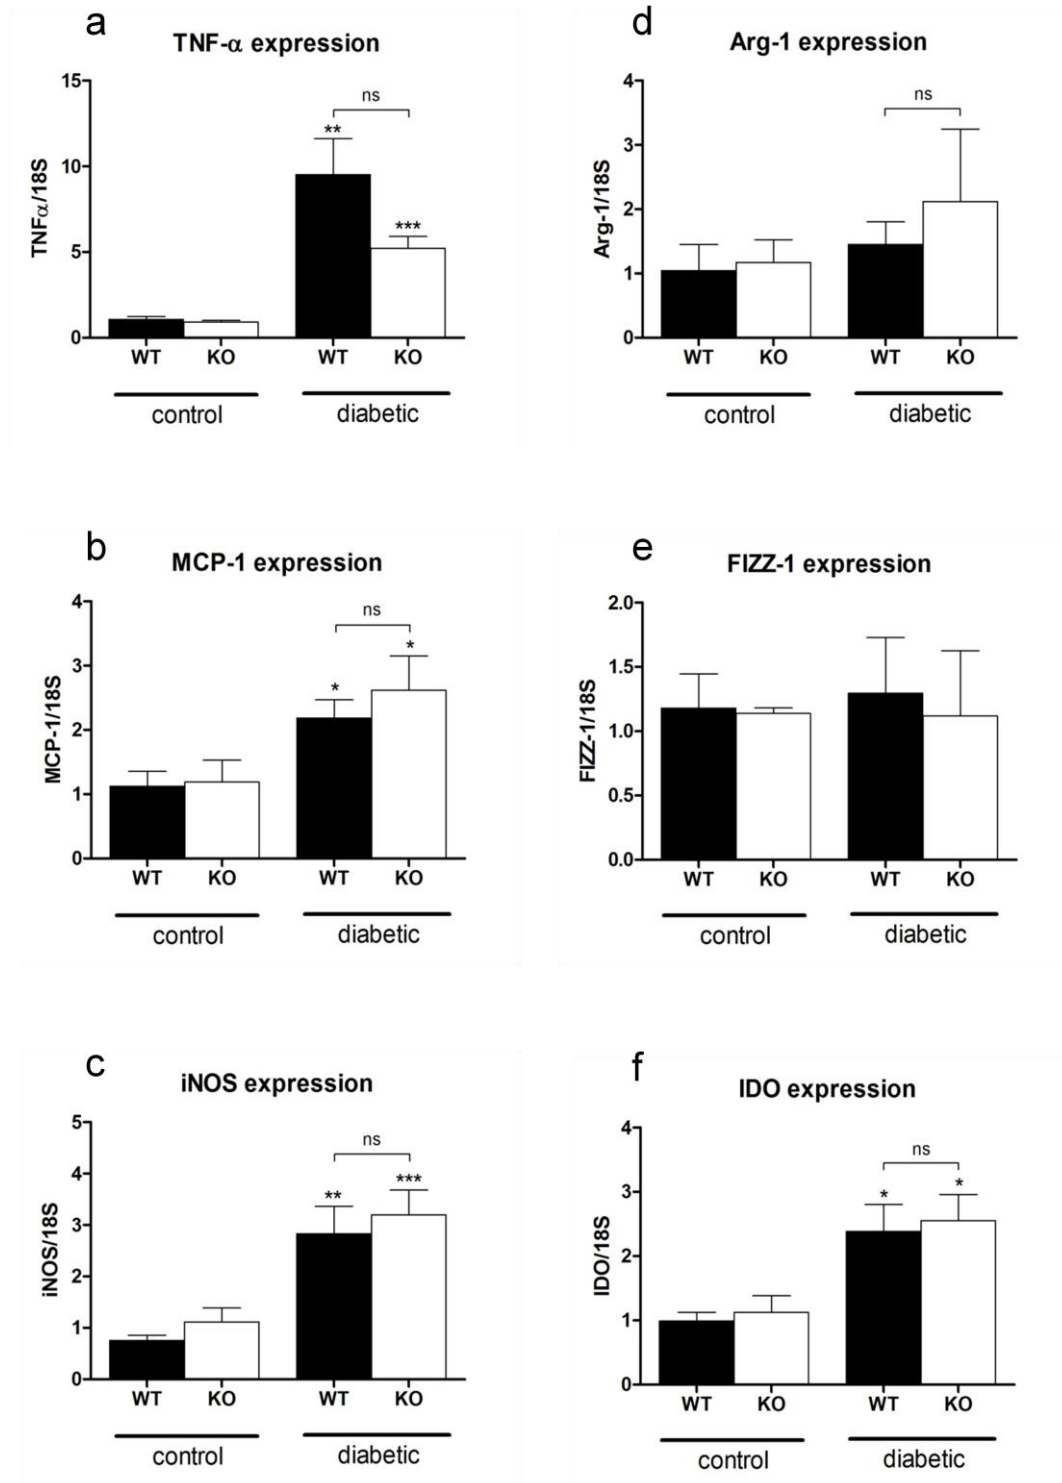 a
TNF-α expression
15
10
5
0
TNFα/18S
ns
**
***
WT KO WT KO
control diabetic
d
Arg-1 expression
4
3
2
1
0
Arg-1/18S
ns
WT KO WT KO
control diabetic
b
MCP-1 expression
4
3
2
1
0
MCP-1/18S
ns
*
*
WT KO WT KO
control diabetic
e
FIZZ-1 expression
2.0
1.5
1.0
0.5
0.0
FIZZ-1/18S
WT KO WT KO
control diabetic
c
iNOS expression
5
4
3
2
1
0
iNOS/18S
ns
**
***
WT KO WT KO
control diabetic
f
IDO expression
4
3
2
1
0
IDO/18S
ns
*
*
WT KO WT KO
control diabetic